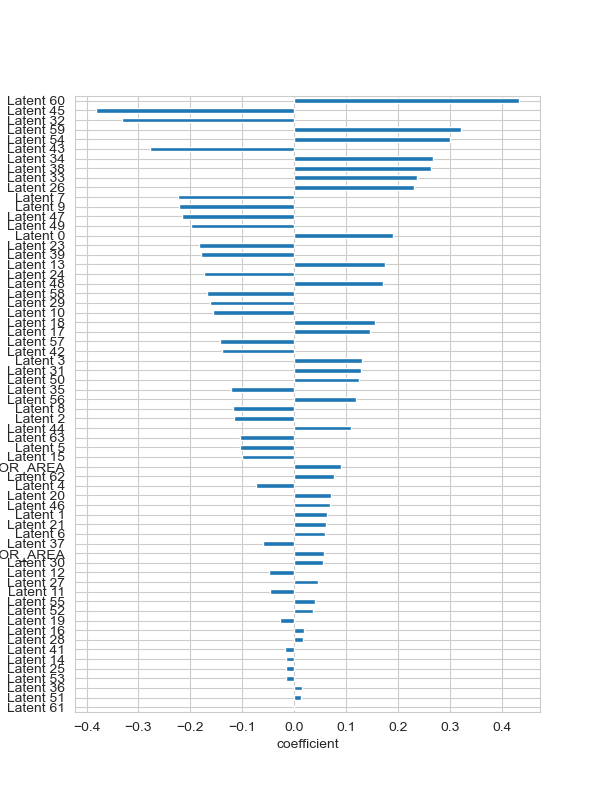 Latent 60
Latent 45
Latent 32
Latent 59
Latent 54
Latent 43
Latent 34
Latent 38
Latent 33
Latent 26
Latent 7
Latent 9
Latent 47
Latent 49
Latent 0
Latent 23
Latent 39
Latent 13
Latent 24
Latent 48
Latent 58
Latent 29
Latent 10
Latent 18
Latent 17
Latent 57
Latent 42
Latent 3
Latent 31
Latent 50
Latent 35
Latent 56
Latent 8
Latent 2
Latent 44
Latent 63
Latent 5
Latent 15
OR_AREA
Latent 62
Latent 4
Latent 20
Latent 46
Latent 1
Latent 21
Latent 6
Latent 37
OR_AREA
Latent 30
Latent 12
Latent 27
Latent 11
Latent 55
Latent 52
Latent 19
Latent 16
Latent 28
Latent 41
Latent 14
Latent 25
Latent 53
Latent 36
Latent 51
Latent 61
−0.4 −0.3 −0.2 −0.1 0.0 0.1 0.2 0.3 0.4
coefficient